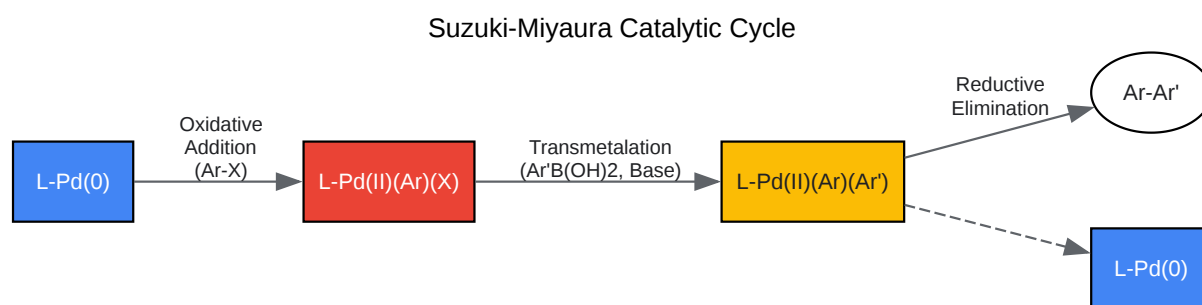 Suzuki-Miyaura Catalytic Cycle
L-Pd(0)
Oxidative
Addition
(Ar-X)
L-Pd(II)(Ar)(X)
Transmetalation
(Ar'B(OH)2, Base)
L-Pd(II)(Ar)(Ar')
Reductive
Elimination
Ar-Ar'
L-Pd(0)